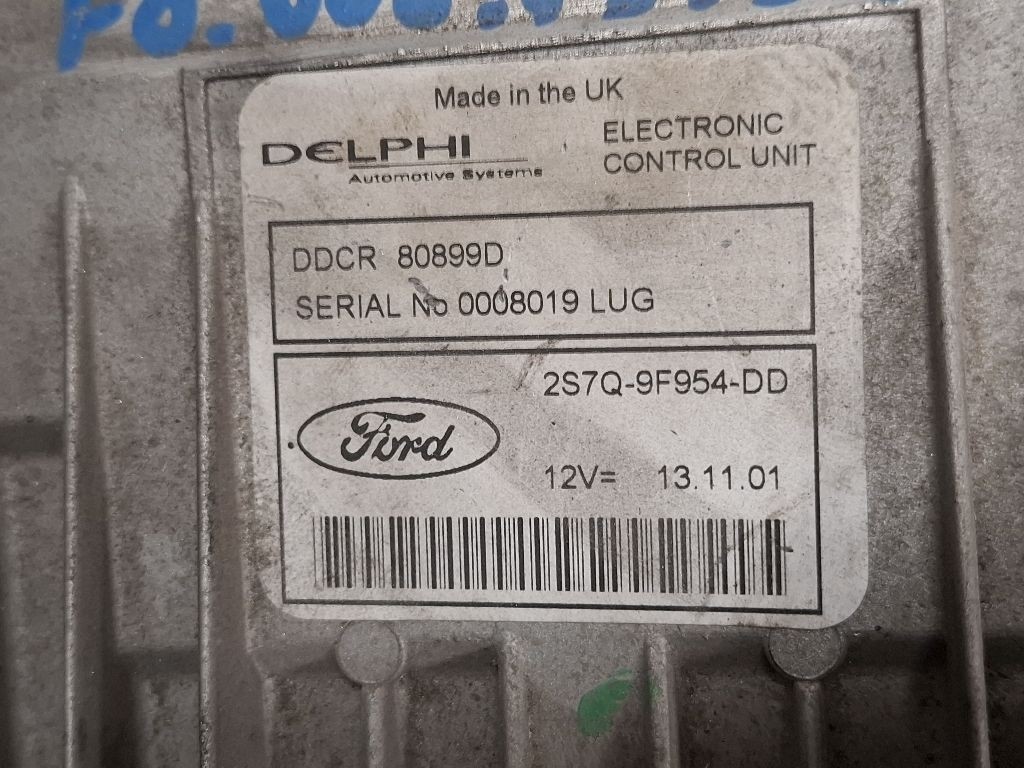 Made in the UK
DELPHI
Automotive Systems
ELECTRONIC
CONTROL UNIT
DDCR 80899D
SERIAL No 0008019 LUG
2S7Q-9F954-DD
Ford
12V= 13.11.01